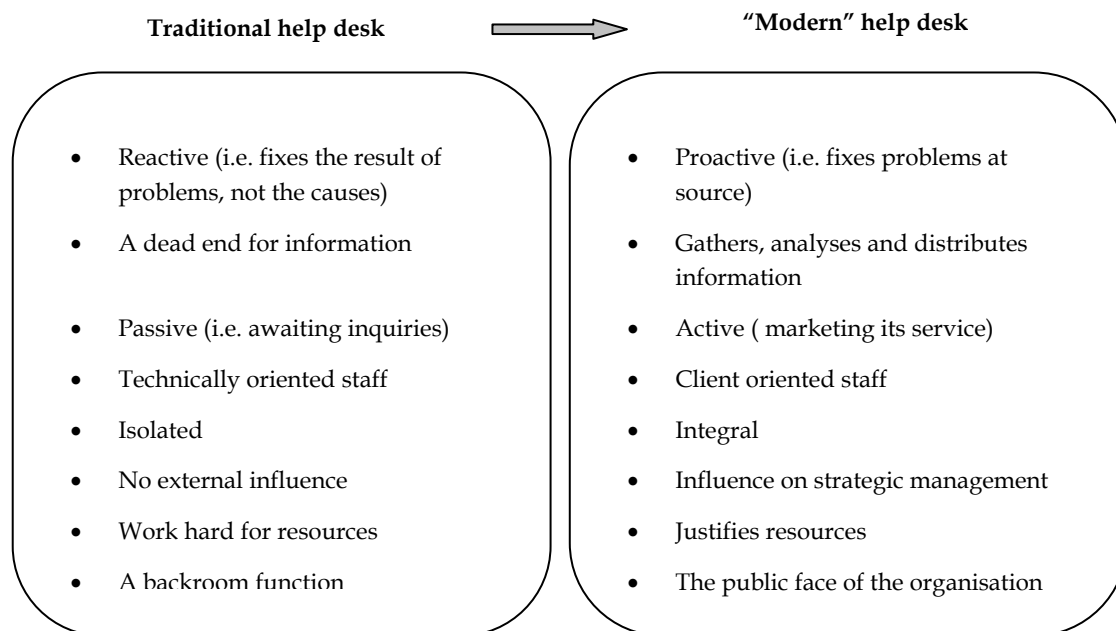 Traditional help desk
“Modern” help desk
• Reactive (i.e. fixes the result of
problems, not the causes)
• A dead end for information
• Passive (i.e. awaiting inquiries)
• Technically oriented staff
• Isolated
• No external influence
• Work hard for resources
• A backroom function
• Proactive (i.e. fixes problems at
source)
• Gathers, analyses and distributes
information
• Active ( marketing its service)
• Client oriented staff
• Integral
• Influence on strategic management
• Justifies resources
• The public face of the organisation